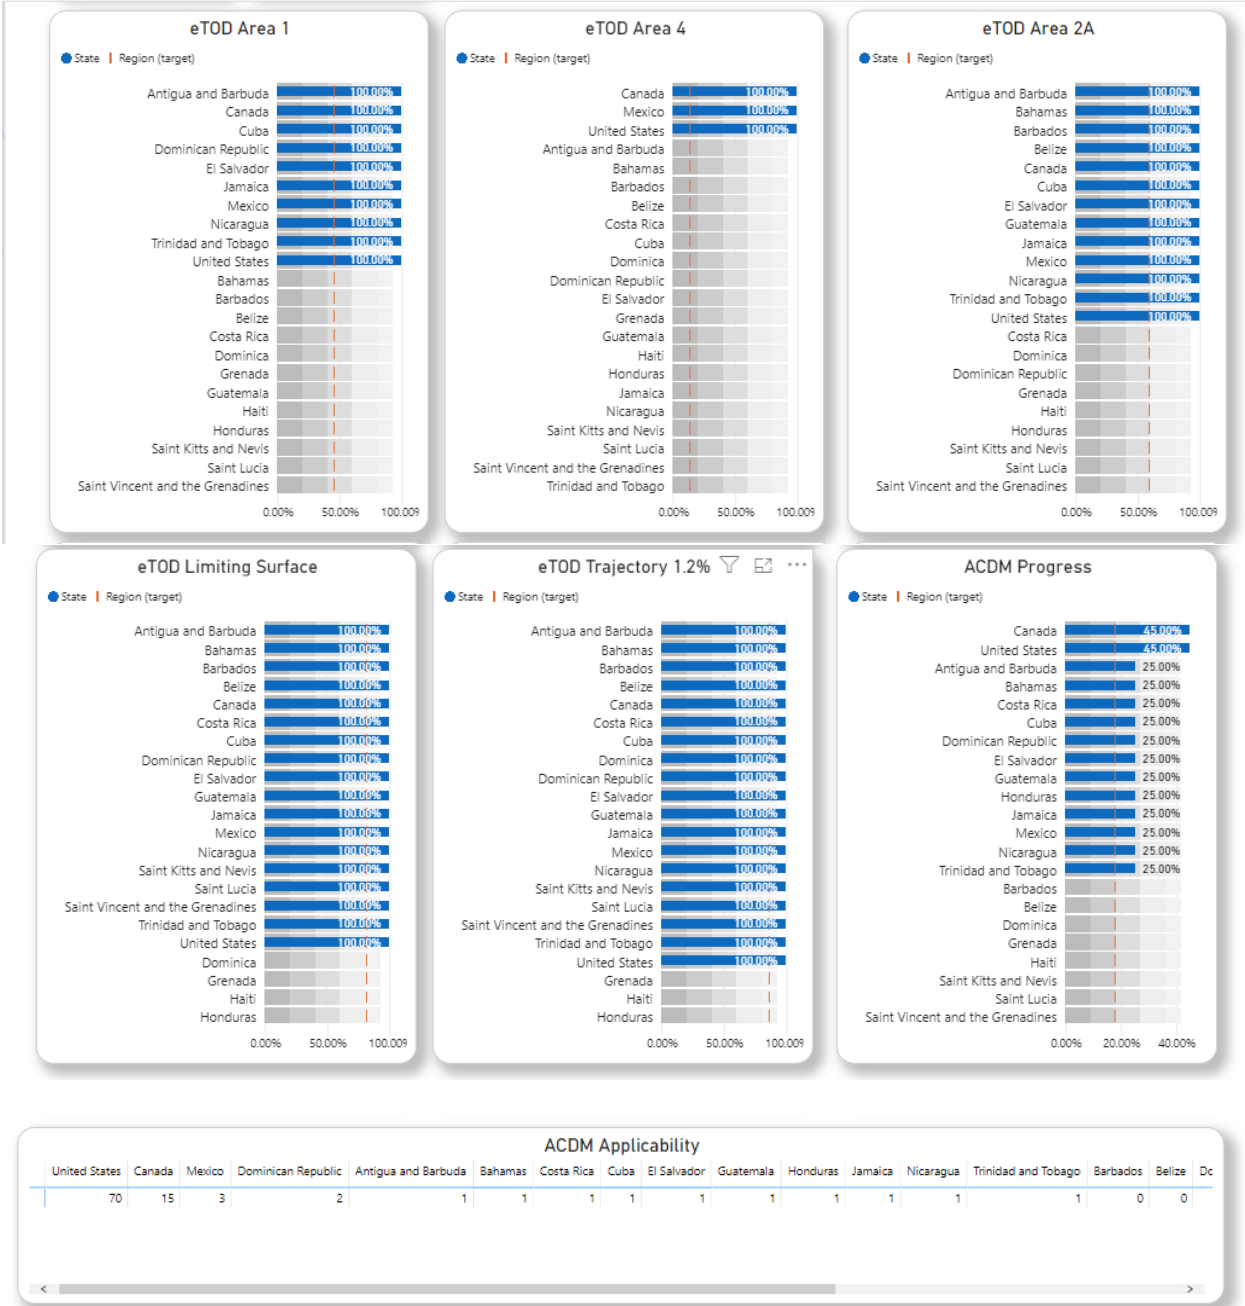 eTOD Area 1
State Region (target)
Antigua and Barbuda 100.00%
Canada 100.00%
Cuba 100.00%
Dominican Republic 100.00%
El Salvador 100.00%
Jamaica 100.00%
Mexico 100.00%
Nicaragua 100.00%
Trinidad and Tobago 100.00%
United States 100.00%
Bahamas
Barbados
Belize
Costa Rica
Dominica
Grenada
Guatemala
Haiti
Honduras
Saint Kitts and Nevis
Saint Lucia
Saint Vincent and the Grenadines
0.00% 50.00% 100.00%
eTOD Area 4
State Region (target)
Canada 100.00%
Mexico 100.00%
United States 100.00%
Antigua and Barbuda
Bahamas
Barbados
Belize
Costa Rica
Cuba
Dominica
Dominican Republic
El Salvador
Grenada
Guatemala
Haiti
Honduras
Jamaica
Nicaragua
Saint Kitts and Nevis
Saint Lucia
Saint Vincent and the Grenadines
Trinidad and Tobago
0.00% 50.00% 100.00%
eTOD Area 2A
State Region (target)
Antigua and Barbuda 100.00%
Bahamas 100.00%
Barbados 100.00%
Belize 100.00%
Canada 100.00%
Cuba 100.00%
El Salvador 100.00%
Guatemala 100.00%
Jamaica 100.00%
Mexico 100.00%
Nicaragua 100.00%
Trinidad and Tobago 100.00%
United States 100.00%
Costa Rica
Dominica
Dominican Republic
Grenada
Haiti
Honduras
Saint Kitts and Nevis
Saint Lucia
Saint Vincent and the Grenadines
0.00% 50.00% 100.00%
eTOD Limiting Surface
State Region (target)
Antigua and Barbuda 100.00%
Bahamas 100.00%
Barbados 100.00%
Belize 100.00%
Canada 100.00%
Costa Rica 100.00%
Cuba 100.00%
Dominican Republic 100.00%
El Salvador 100.00%
Guatemala 100.00%
Jamaica 100.00%
Mexico 100.00%
Nicaragua 100.00%
Saint Kitts and Nevis 100.00%
Saint Lucia 100.00%
Saint Vincent and the Grenadines 100.00%
Trinidad and Tobago 100.00%
United States 100.00%
Dominica
Grenada
Haiti
Honduras
0.00% 50.00% 100.00%
eTOD Trajectory 1.2%
State Region (target)
Antigua and Barbuda 100.00%
Bahamas 100.00%
Barbados 100.00%
Belize 100.00%
Canada 100.00%
Costa Rica 100.00%
Cuba 100.00%
Dominica 100.00%
Dominican Republic 100.00%
El Salvador 100.00%
Guatemala 100.00%
Jamaica 100.00%
Mexico 100.00%
Nicaragua 100.00%
Saint Kitts and Nevis 100.00%
Saint Lucia 100.00%
Saint Vincent and the Grenadines 100.00%
Trinidad and Tobago 100.00%
United States 100.00%
Grenada
Haiti
Honduras
0.00% 50.00% 100.00%
ACDM Progress
State Region (target)
Canada 45.00%
United States 45.00%
Antigua and Barbuda 25.00%
Bahamas 25.00%
Costa Rica 25.00%
Cuba 25.00%
Dominican Republic 25.00%
El Salvador 25.00%
Guatemala 25.00%
Honduras 25.00%
Jamaica 25.00%
Mexico 25.00%
Nicaragua 25.00%
Trinidad and Tobago 25.00%
Barbados
Belize
Dominica
Grenada
Haiti
Saint Kitts and Nevis
Saint Lucia
Saint Vincent and the Grenadines
0.00% 20.00% 40.00%
ACDM Applicability
United States Canada Mexico Dominican Republic Antigua and Barbuda Bahamas Costa Rica Cuba El Salvador Guatemala Honduras Jamaica Nicaragua Trinidad and Tobago Barbados Belize Dc
70 15 3 2 1 1 1 1 1 1 1 1 1 1 0 0